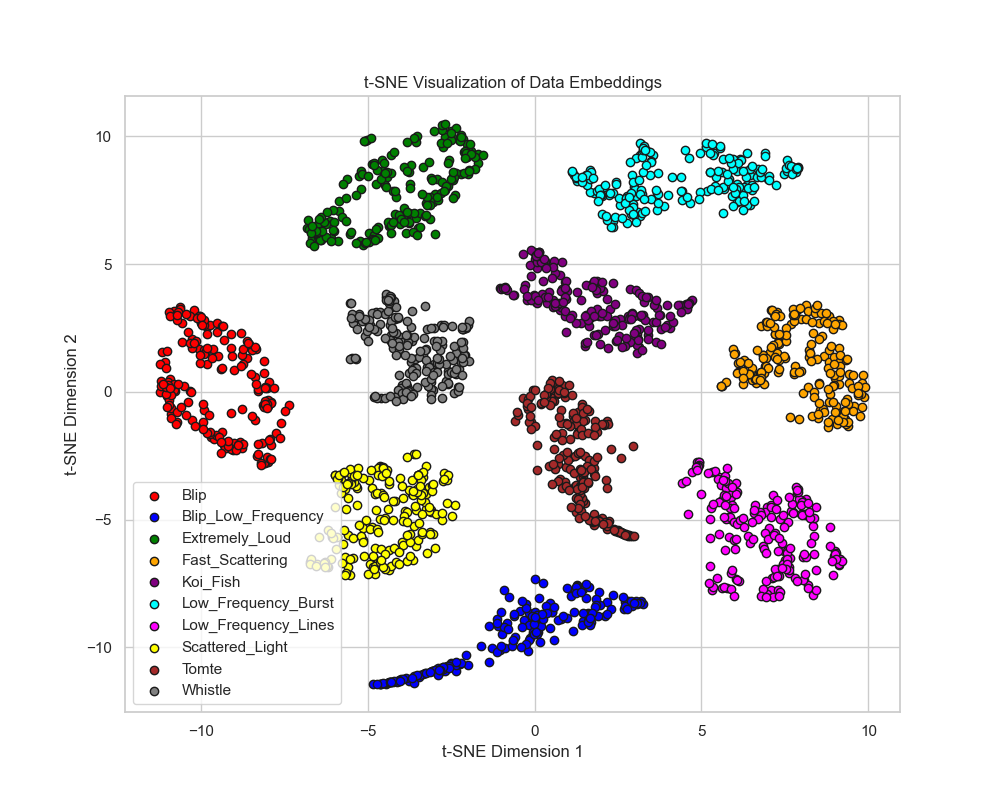 t-SNE Visualization of Data Embeddings
10
5
0
−5
−10
t-SNE Dimension 2
Blip
Blip_Low_Frequency
Extremely_Loud
Fast_Scattering
Koi_Fish
Low_Frequency_Burst
Low_Frequency_Lines
Scattered_Light
Tomte
Whistle
−10
−5
0
5
10
t-SNE Dimension 1